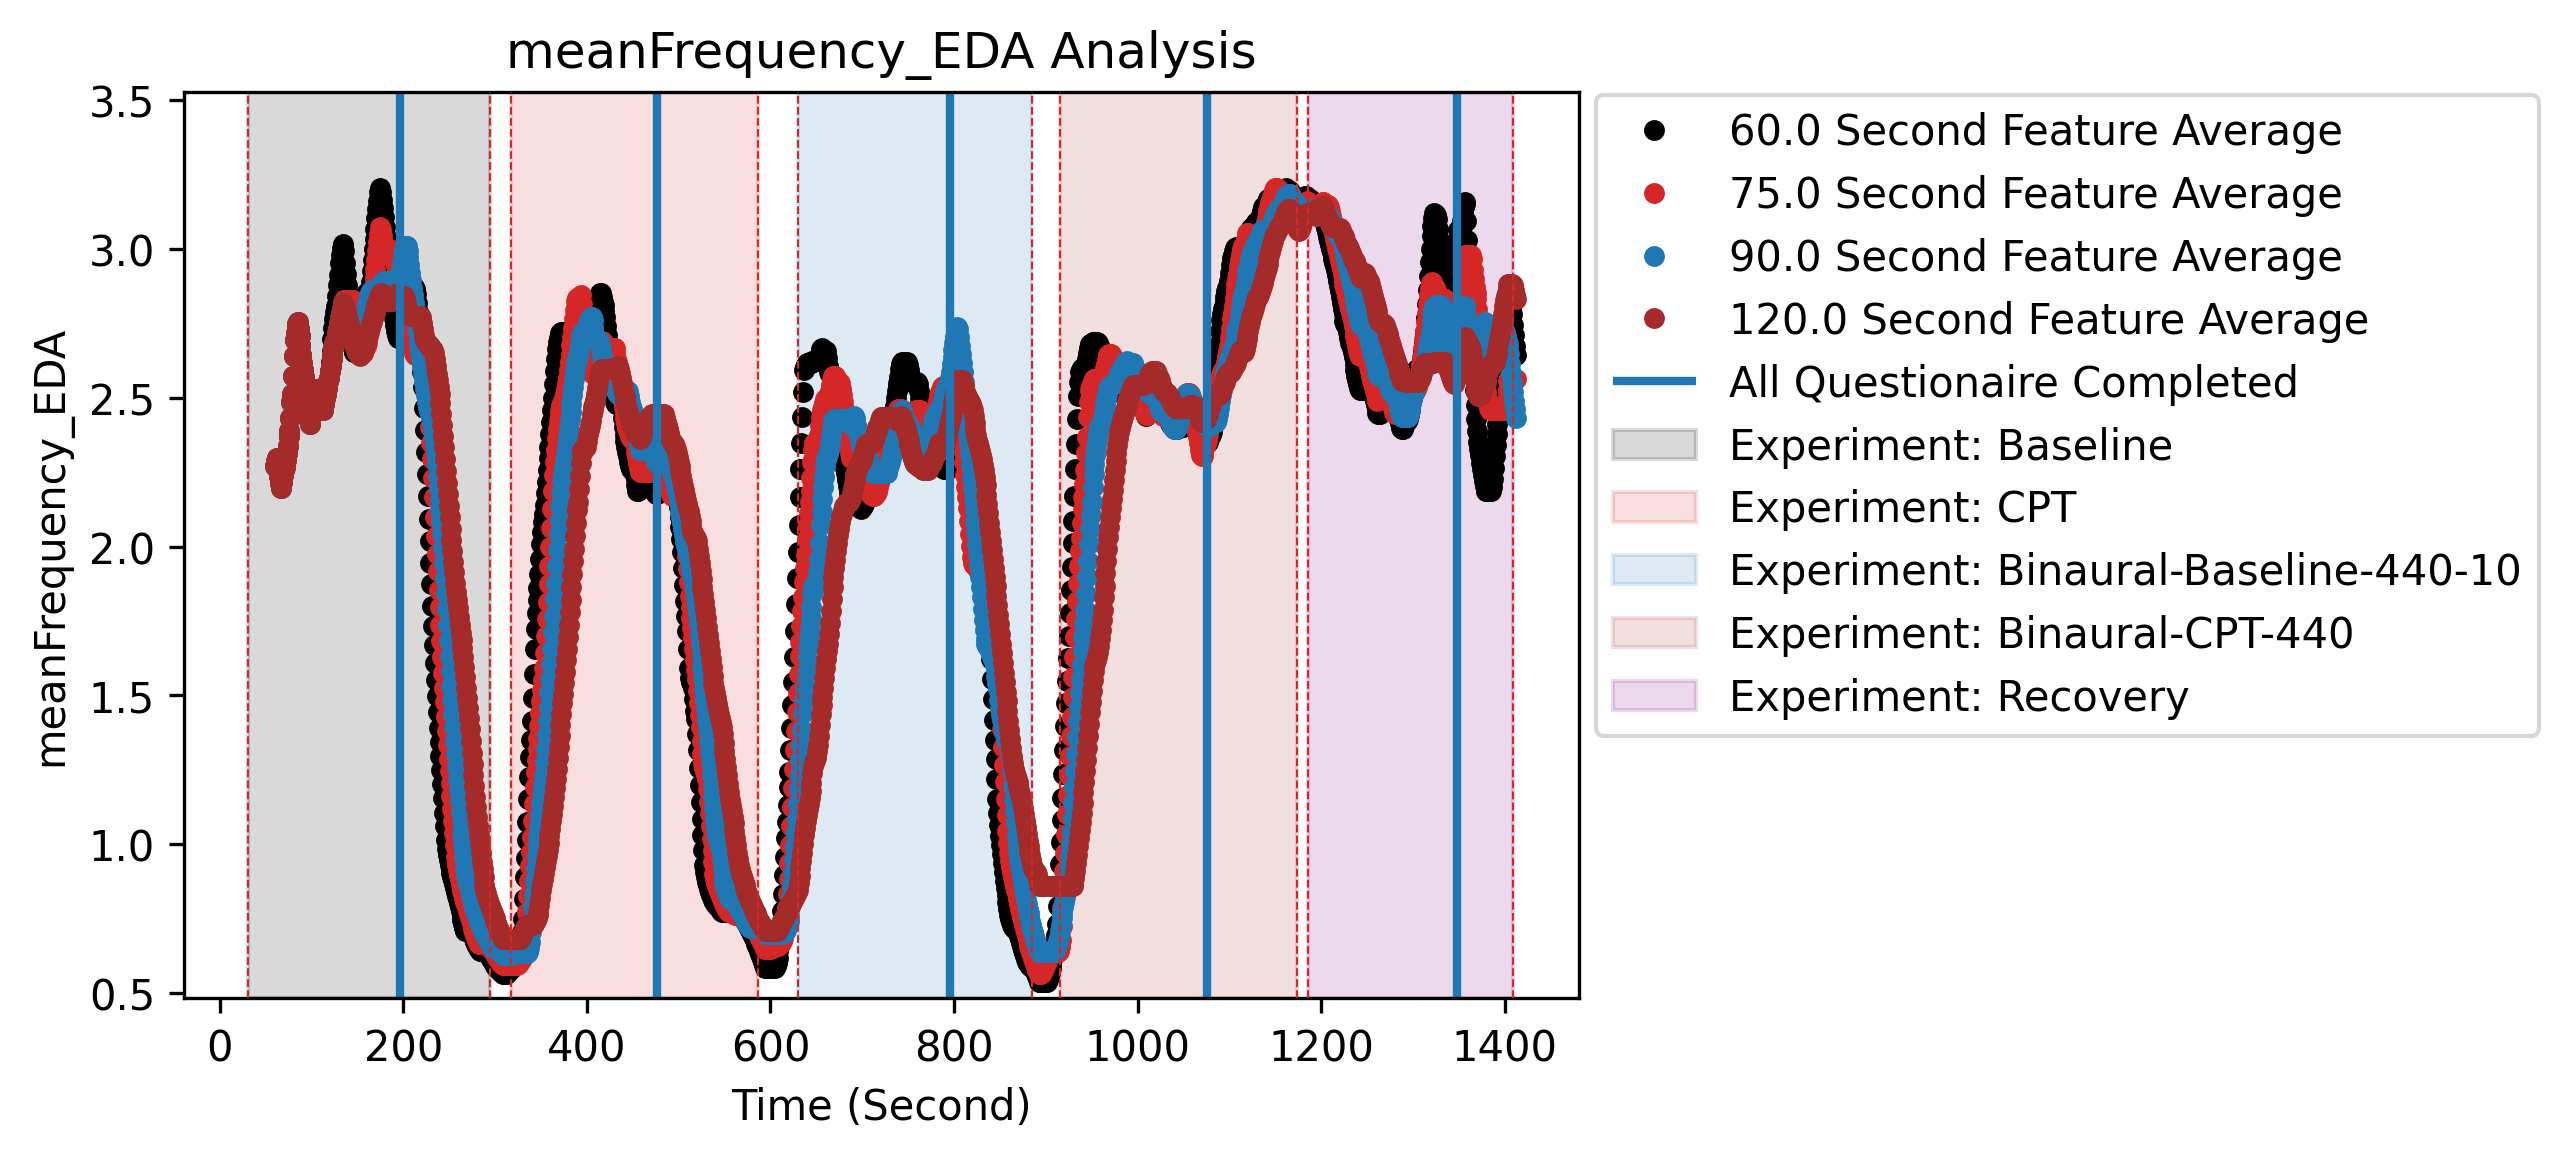 meanFrequency_EDA Analysis
3.5
3.0
2.5
2.0
1.5
1.0
0.5
meanFrequency_EDA
0 200 400 600 800 1000 1200 1400
Time (Second)
60.0 Second Feature Average
75.0 Second Feature Average
90.0 Second Feature Average
120.0 Second Feature Average
All Questionaire Completed
Experiment: Baseline
Experiment: CPT
Experiment: Binaural-Baseline-440-10
Experiment: Binaural-CPT-440
Experiment: Recovery